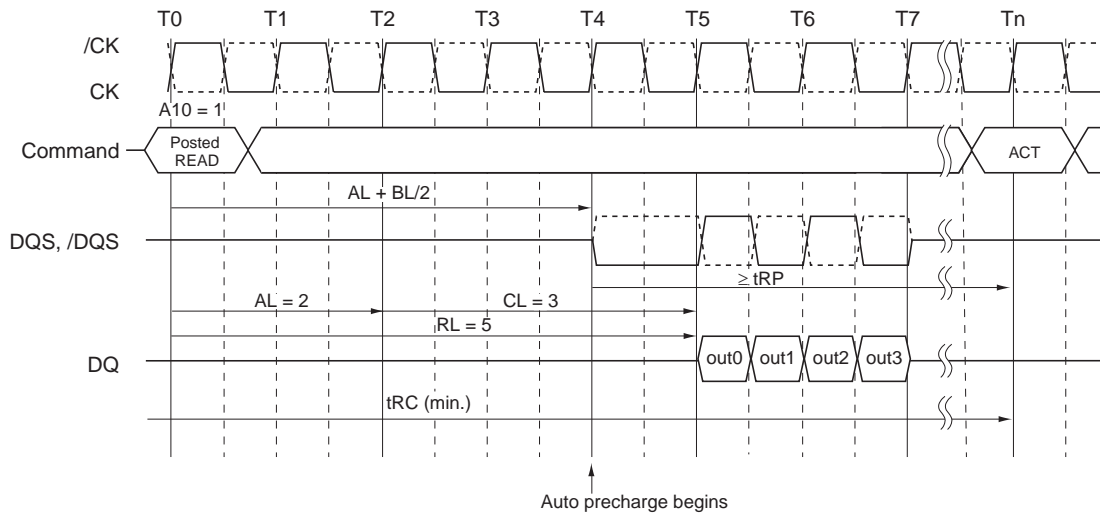 T0 T1 T2 T3 T4 T5 T6 T7 Tn
/CK
CK
A10 = 1
Command
Posted
READ
ACT
AL + BL/2
DQS, /DQS
≥ tRP
AL = 2
CL = 3
RL = 5
DQ
out0 out1 out2 out3
tRC (min.)
Auto precharge begins